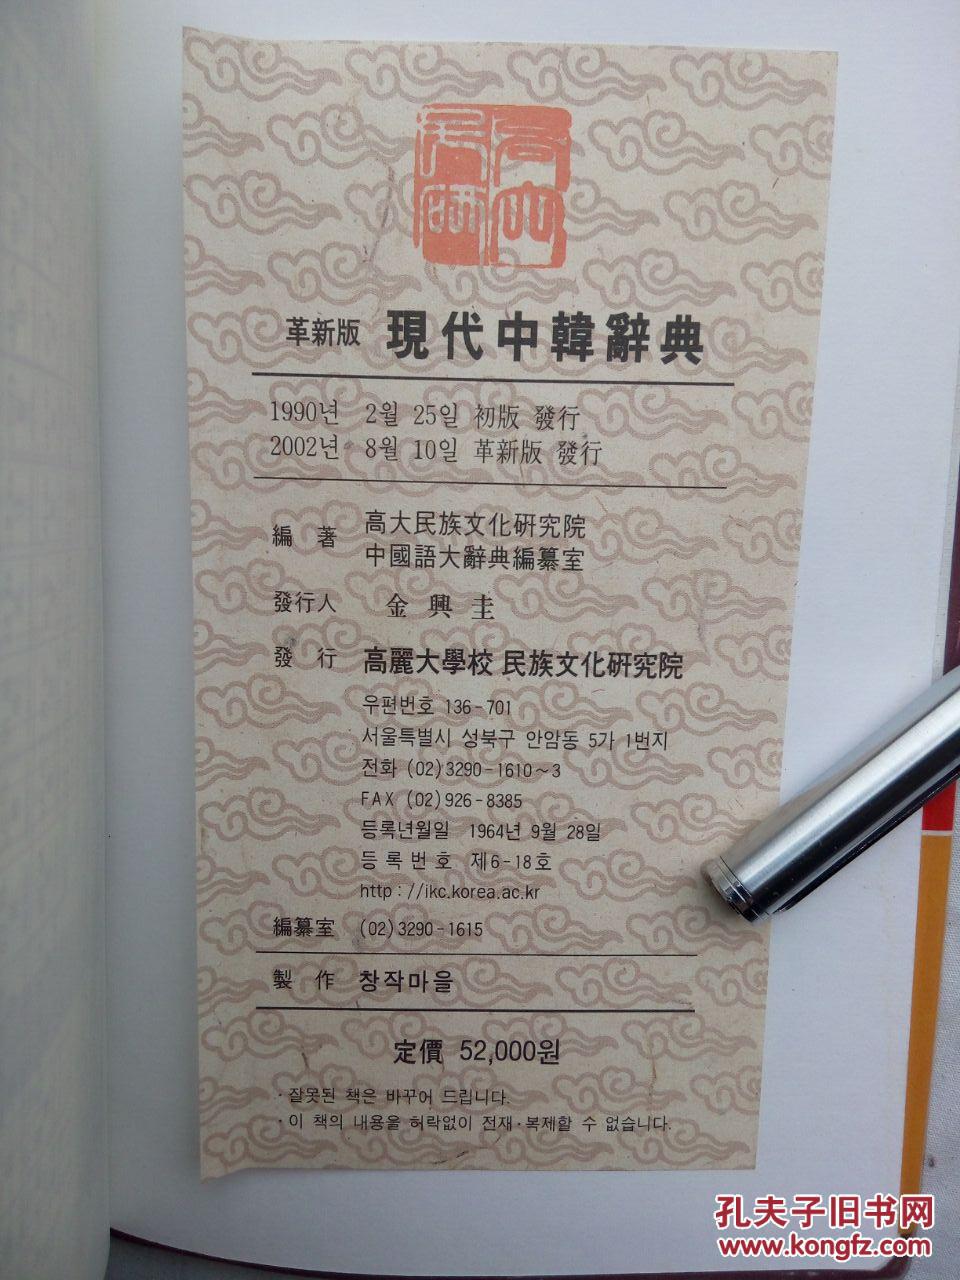 革新版 現代中韓辭典
1990년 2월 25일 初版 發行
2002년 8월 10일 革新版 發行
編 著 高大民族文化硏究院
中國語大辭典編纂室
發行人 金 興 圭
發 行 高麗大學校 民族文化硏究院
우편번호 136-701
서울특별시 성북구 안암동 5가 1번지
전화 (02)3290-1610~3
FAX (02)926-8385
등록년월일 1964년 9월 28일
등 록 번 호 제6-18호
http://ikc.korea.ac.kr
編纂室 (02)3290-1615
製 作 창작마을
定價 52,000원
·잘못된 책은 바꾸어 드립니다.
·이 책의 내용을 허락없이 전재·복제할 수 없습니다.
孔夫子旧书网
www.kongfz.com